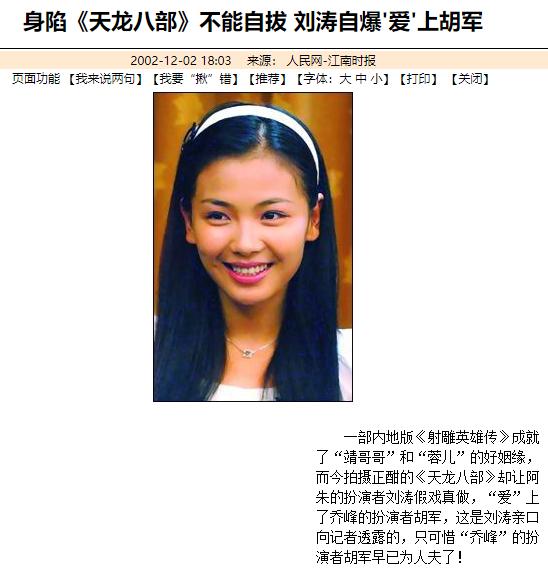 身陷《天龙八部》不能自拔 刘涛自爆'爱'上胡军
2002-12-02 18:03 来源： 人民网-江南时报
页面功能 【我来说两句】【我要“揪”错】【推荐】【字体：大 中 小】【打印】 【关闭】
一部内地版《射雕英雄传》成就
了“靖哥哥”和“蓉儿”的好姻缘，
而今拍摄正酣的《天龙八部》却让阿
朱的扮演者刘涛假戏真做，“爱”上
了乔峰的扮演者胡军，这是刘涛亲口
向记者透露的，只可惜“乔峰”的扮
演者胡军早已为人夫了！